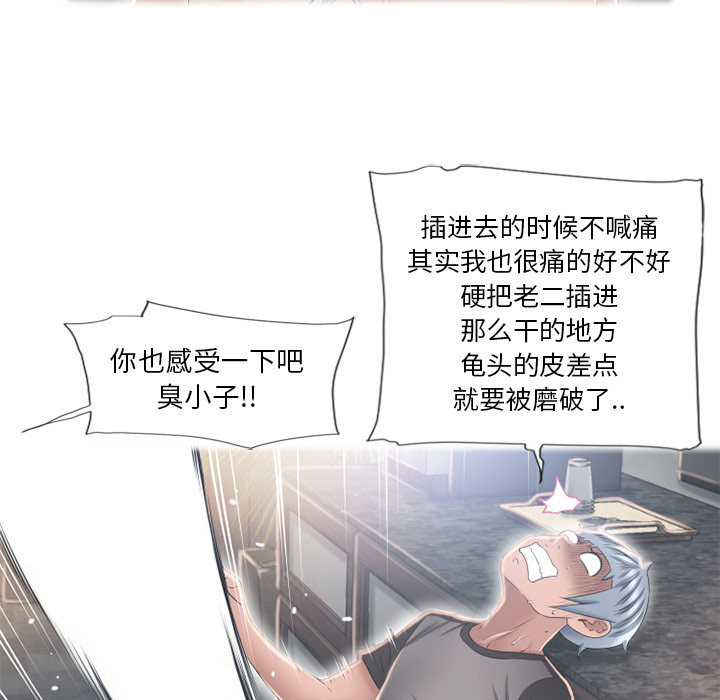 插进去的时候不喊痛
其实我也很痛的好不好
硬把老二插进
那么干的地方
龟头的皮差点
就要被磨破了..
你也感受一下吧
臭小子!!